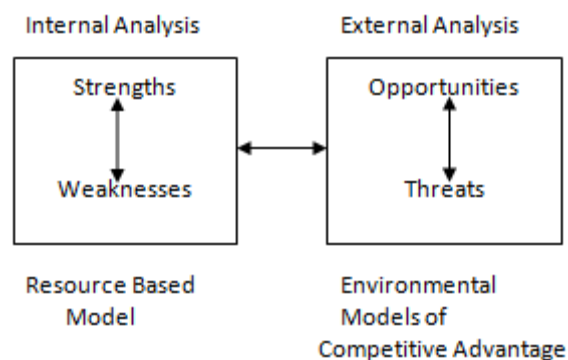 Internal Analysis
External Analysis
Strengths
Opportunities
Weaknesses
Threats
Resource Based
Model
Environmental
Models of
Competitive Advantage